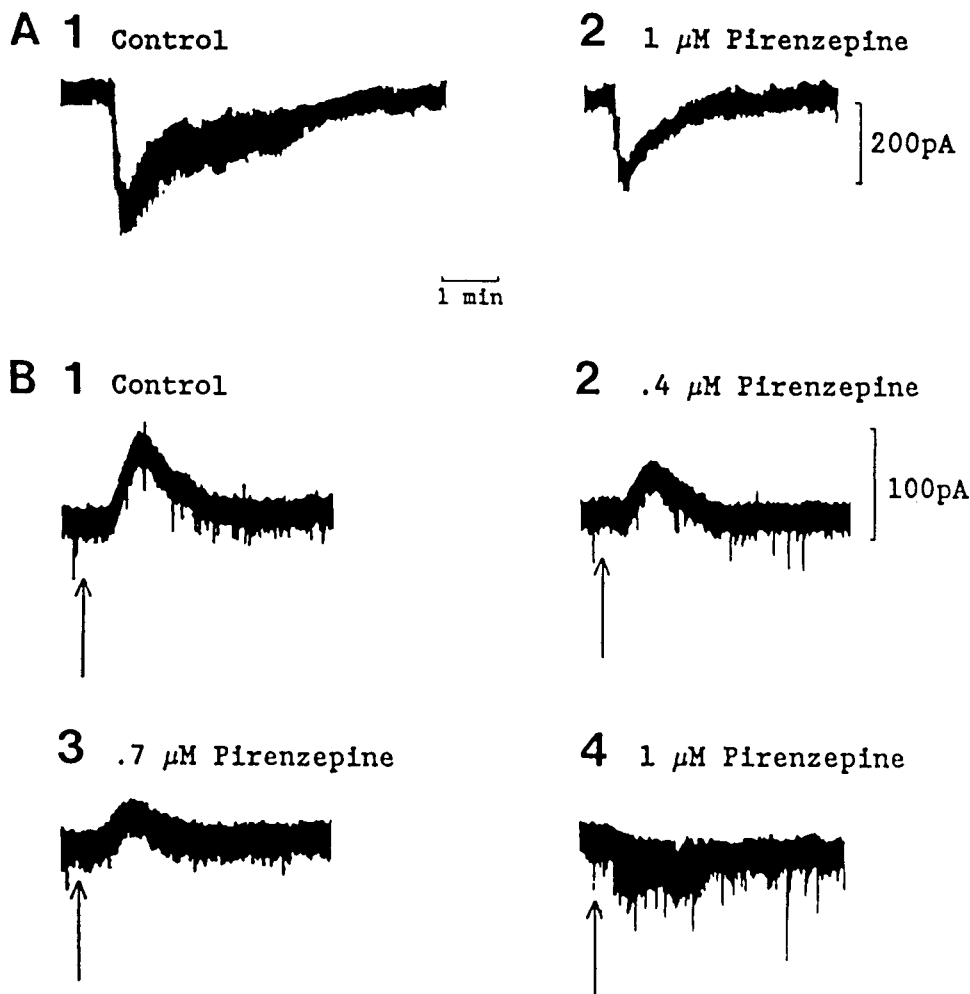 A 1 Control
2 1 μM Pirenzepine
200pA
1 min
B 1 Control
2 .4 μM Pirenzepine
100pA
3 .7 μM Pirenzepine
4 1 μM Pirenzepine